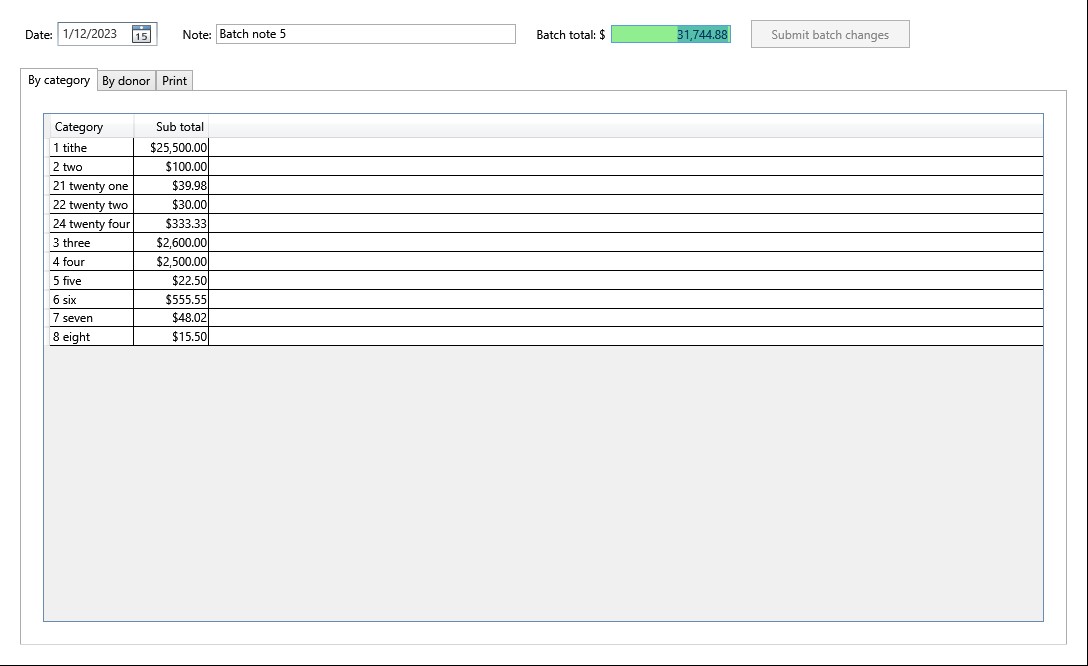 Date: 1/12/2023 15 Note: Batch note 5 Batch total: $ 31,744.88 Submit batch changes
By category By donor Print
Category Sub total
1 tithe $25,500.00
2 two $100.00
21 twenty one $39.98
22 twenty two $30.00
24 twenty four $333.33
3 three $2,600.00
4 four $2,500.00
5 five $22.50
6 six $555.55
7 seven $48.02
8 eight $15.50